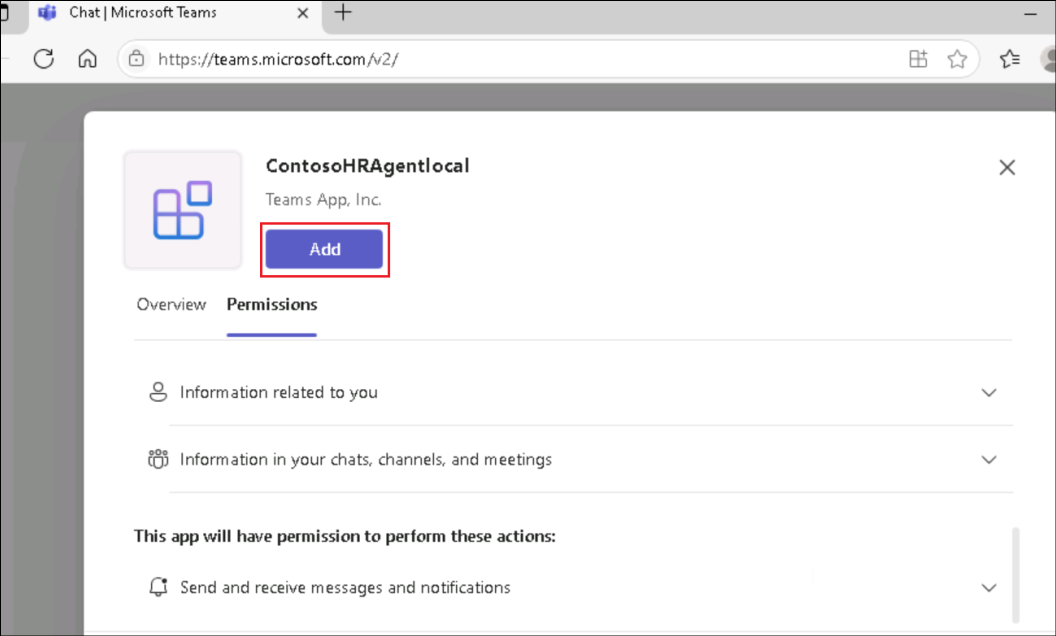 Chat | Microsoft Teams
https://teams.microsoft.com/v2/
ContosoHRAgentlocal
Teams App, Inc.
Add
Overview Permissions
Information related to you
Information in your chats, channels, and meetings
This app will have permission to perform these actions:
Send and receive messages and notifications